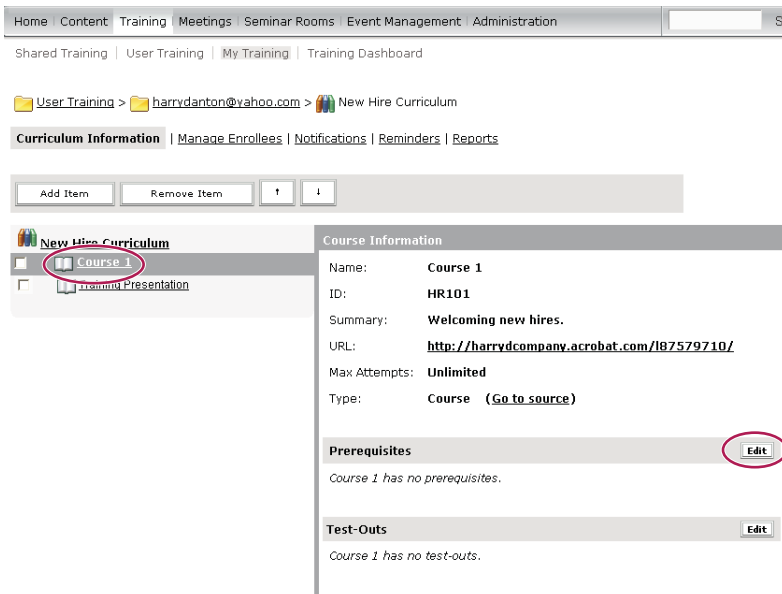 Home | Content | Training | Meetings | Seminar Rooms | Event Management | Administration S
Shared Training | User Training | My Training | Training Dashboard
User Training > harrydanton@yahoo.com > New Hire Curriculum
Curriculum Information | Manage Enrollees | Notifications | Reminders | Reports
Add Item Remove Item ↑ ↓
New Hire Curriculum
Course 1
Training Presentation
Course Information
Name: Course 1
ID: HR101
Summary: Welcoming new hires.
URL: http://harrydcompany.acrobat.com/l87579710/
Max Attempts: Unlimited
Type: Course (Go to source)
Prerequisites Edit
Course 1 has no prerequisites.
Test-Outs Edit
Course 1 has no test-outs.